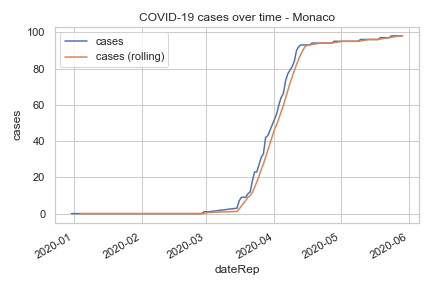 COVID-19 cases over time - Monaco
cases
cases (rolling)
100
80
60
40
20
0
cases
2020-01
2020-02
2020-03
2020-04
2020-05
2020-06
dateRep